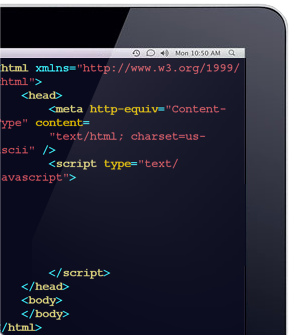 Mon 10:50 AM
html xmlns="http://www.w3.org/1999/
html">
<head>
<meta http-equiv="Content-
ype" content=
"text/html; charset=us-
scii" />
<script type="text/
avascript">
</script>
</head>
<body>
</body>
/html>